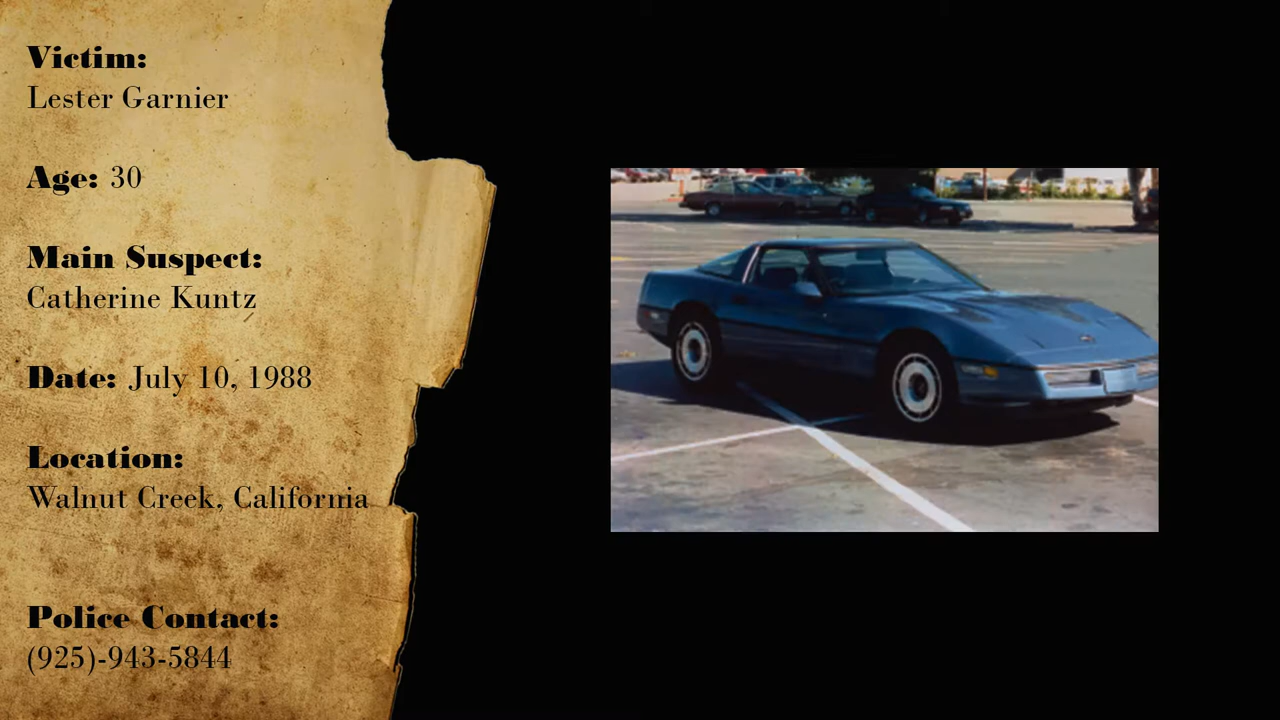 Victim:
Lester Garnier
Age: 30
Main Suspect:
Catherine Kuntz
Date: July 10, 1988
Location:
Walnut Creek, California
Police Contact:
(925)-943-5844